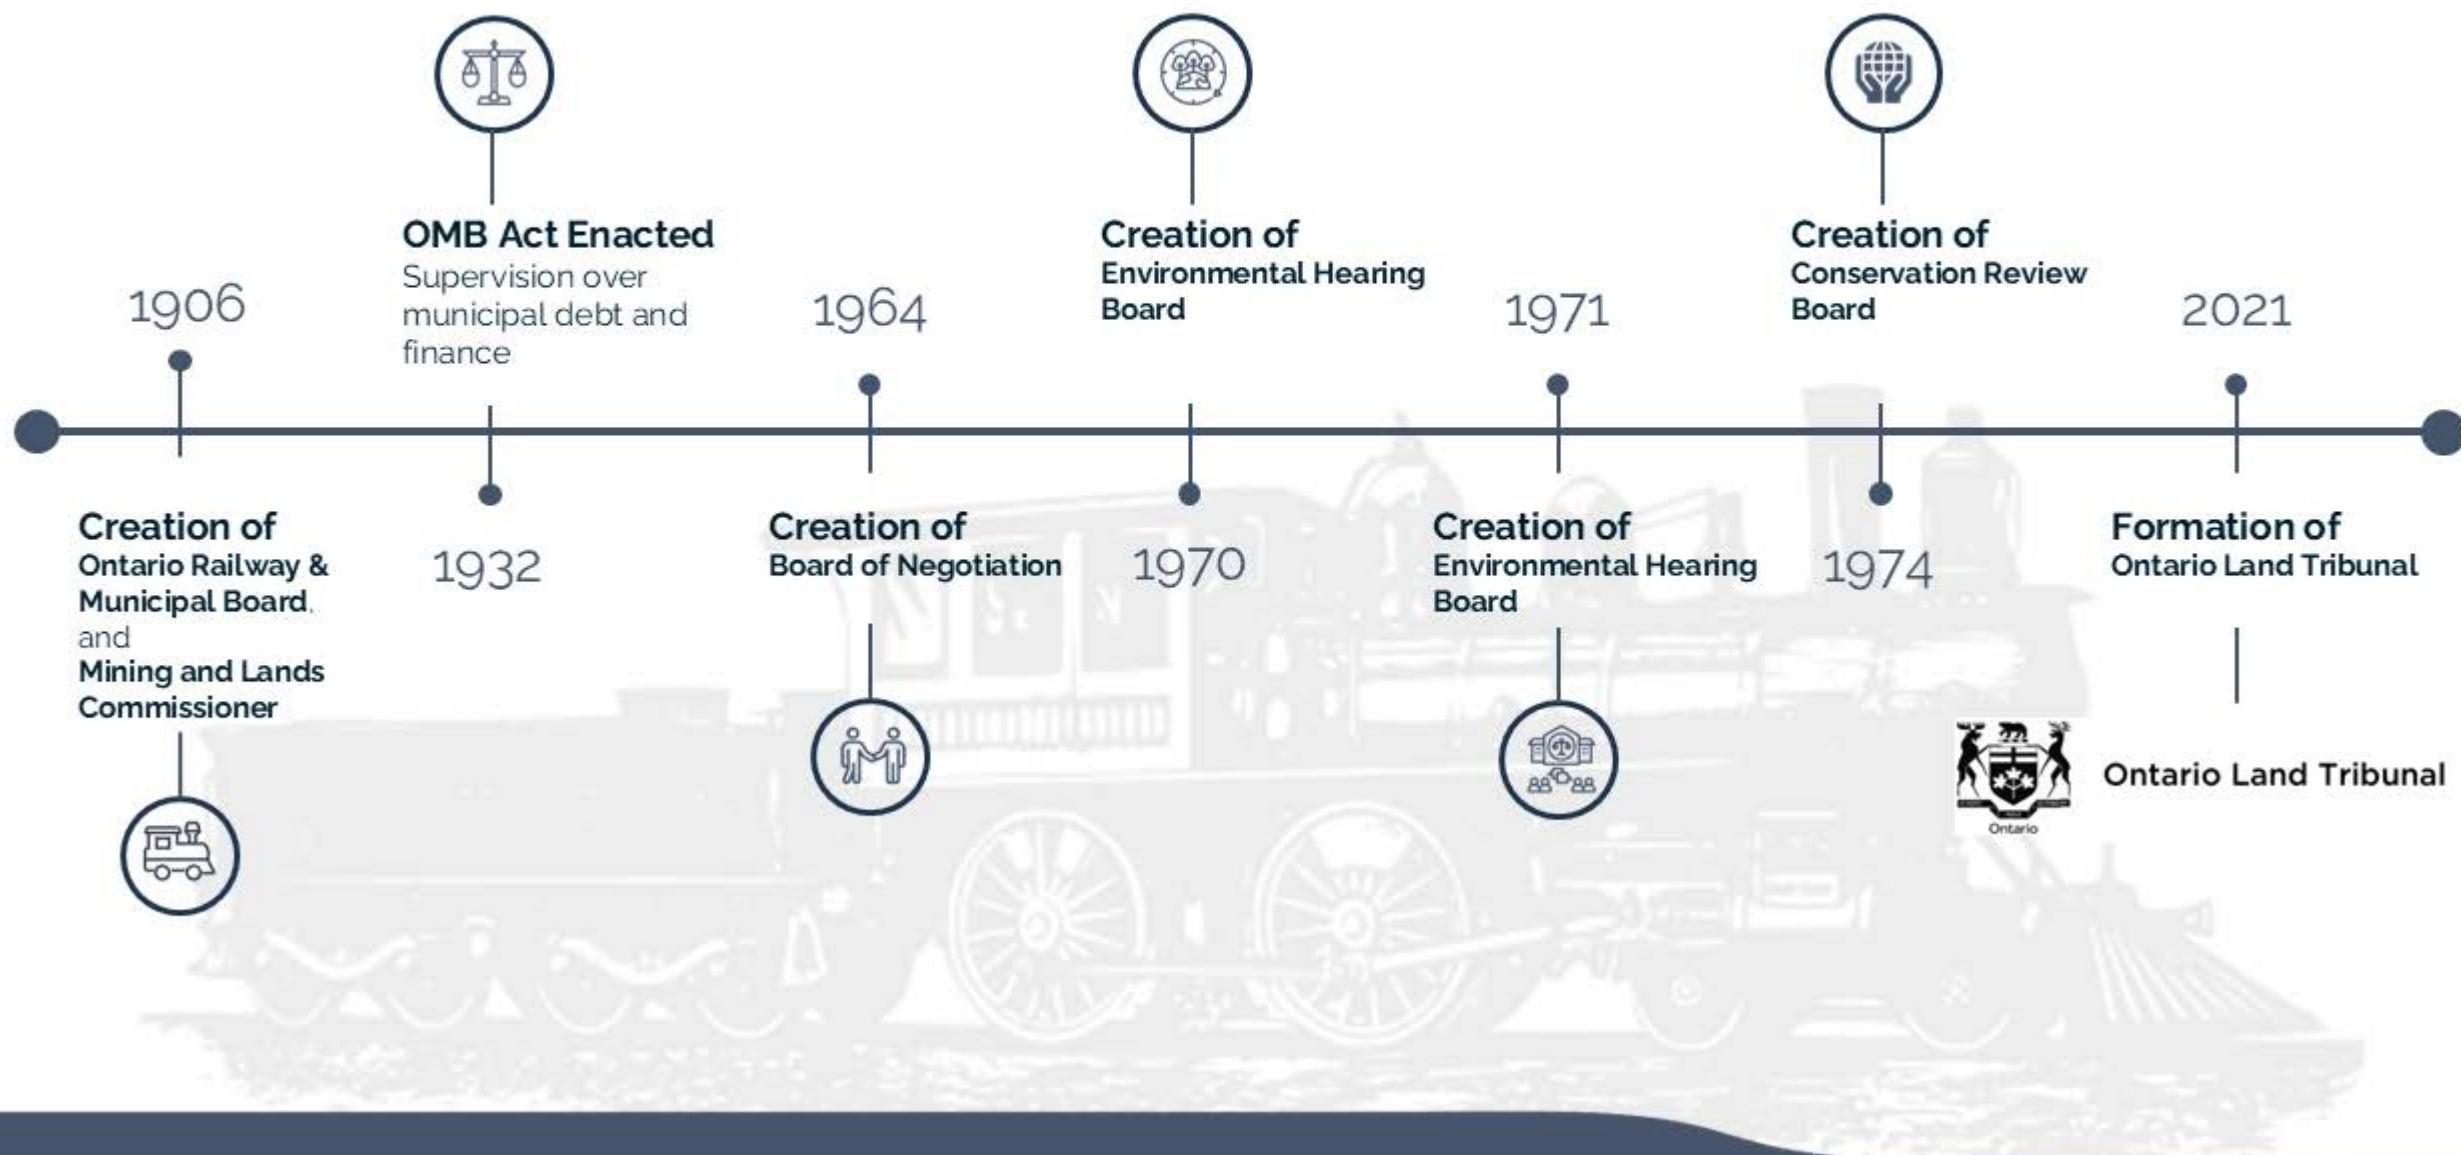 1906
Creation of
Ontario Railway &
Municipal Board,
and
Mining and Lands
Commissioner
OMB Act Enacted
Supervision over
municipal debt and
finance
1932
1964
Creation of
Board of Negotiation
Creation of
Environmental Hearing
Board
1970
1971
Creation of
Environmental Hearing
Board
Creation of
Conservation Review
Board
1974
2021
Formation of
Ontario Land Tribunal
Ontario
Ontario Land Tribunal